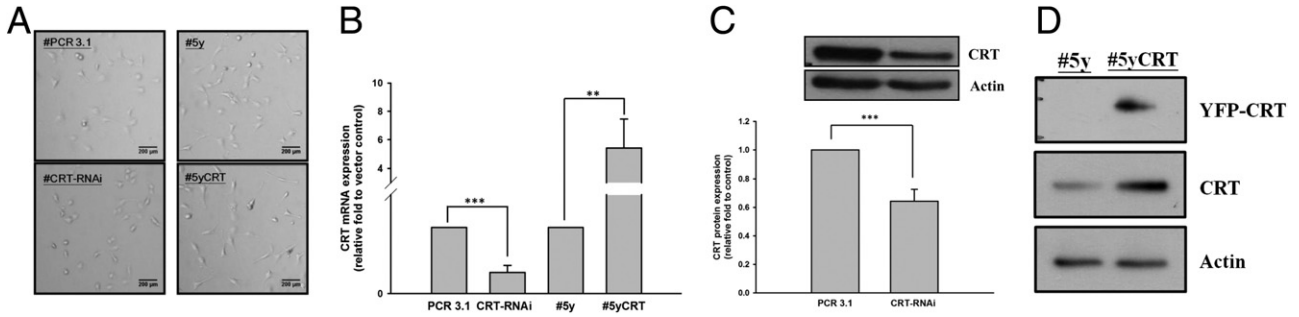 A
#PCR 3.1
#5y
200 μm
200 μm
#CRT-RNAi
#5yCRT
200 μm
200 μm
B
CRT mRNA expression
(relative fold to vector control)
10
8
6
4
0
***
**
PCR 3.1
CRT-RNAi
#5y
#5yCRT
C
CRT
Actin
CRT protein expression
(relative fold to control)
1.2
1.0
0.8
0.6
0.4
0.2
0.0
***
PCR 3.1
CRT-RNAi
D
#5y
#5yCRT
YFP-CRT
CRT
Actin